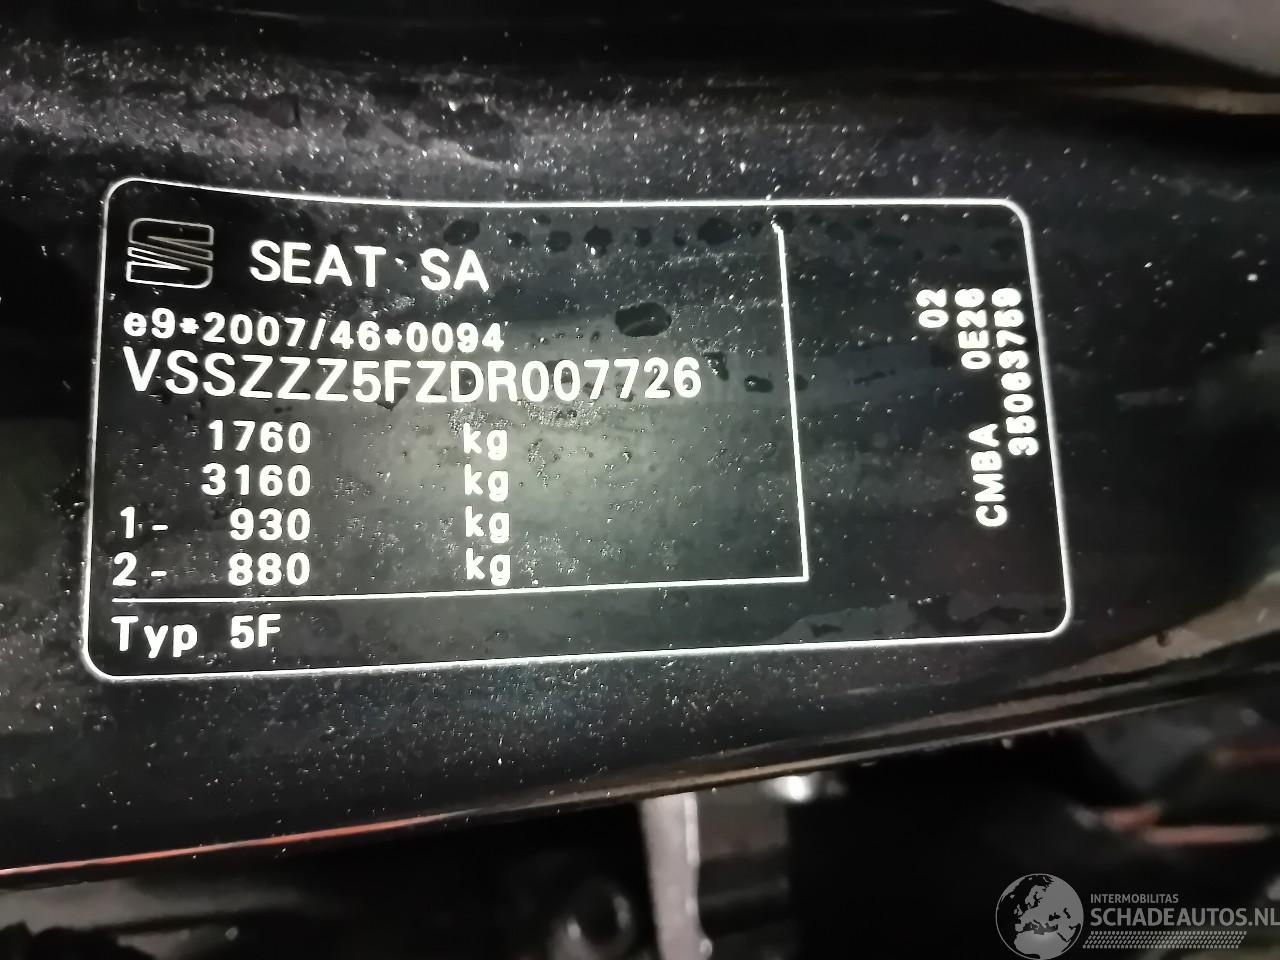 SEAT SA
e9*2007/46*0094
VSSZZZ5FZDR007726
1760 kg
3160 kg
1- 930 kg
2- 880 kg
Typ 5F
02
CMBA 0E26
35063759
INTERMOBILITAS
SCHADEAUTOS.NL